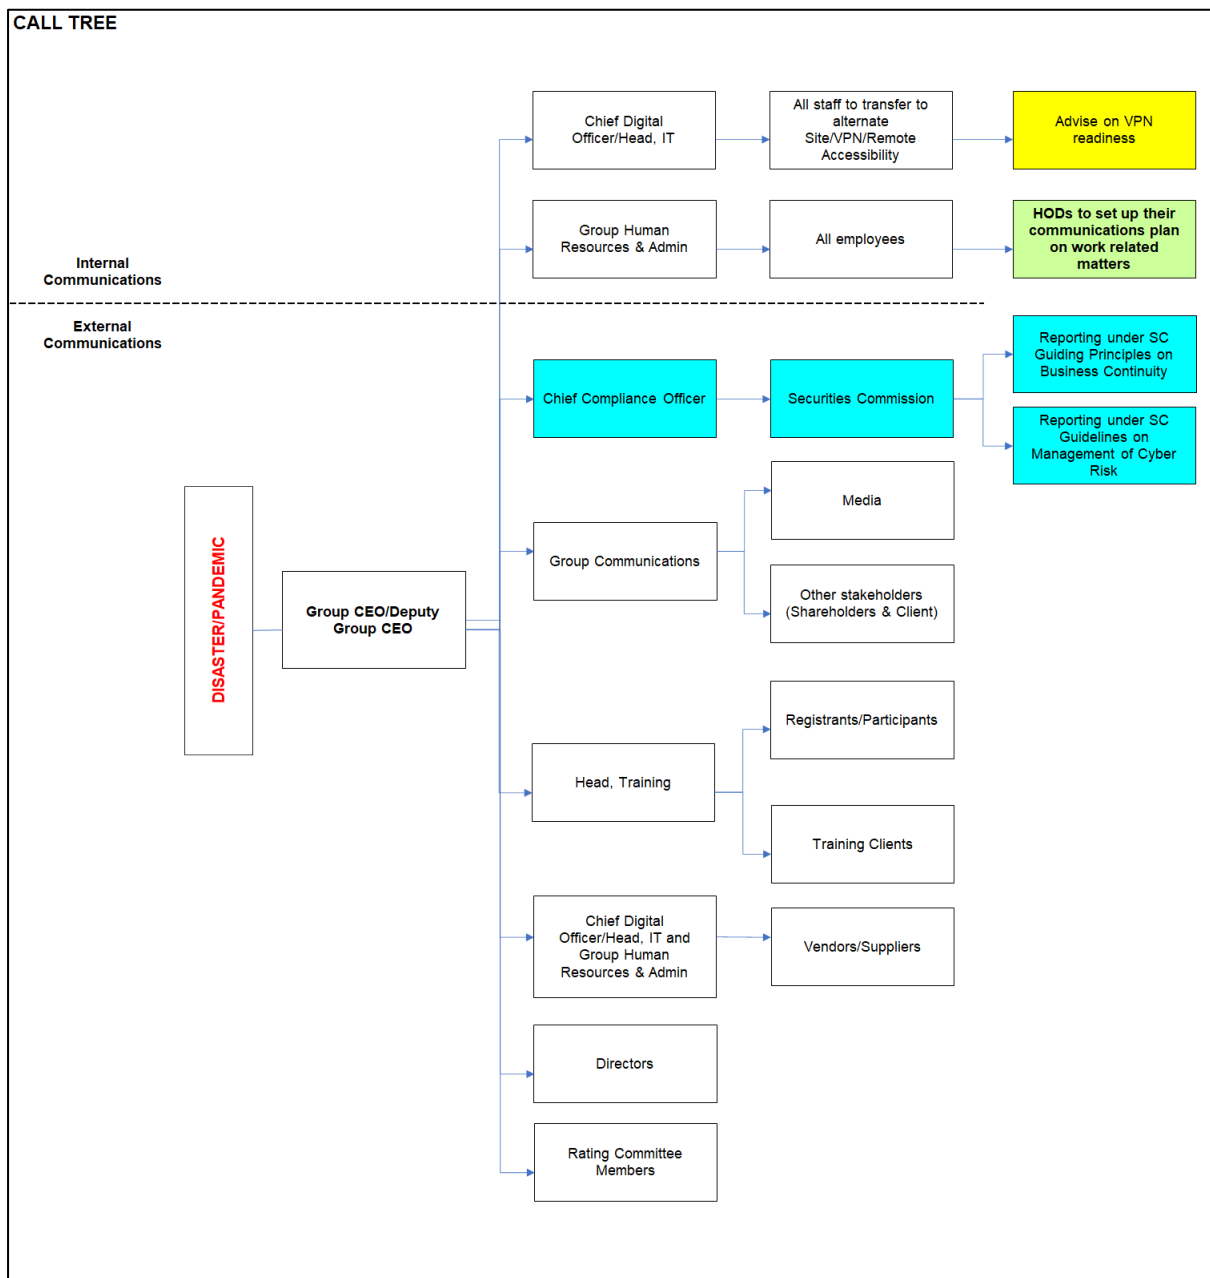 CALL TREE
Chief Digital
Officer/Head, IT
All staff to transfer to
alternate
Site/VPN/Remote
Accessibility
Advise on VPN
readiness
Group Human
Resources & Admin
All employees
HODs to set up their
communications plan
on work related
matters
Internal
Communications
External
Communications
Chief Compliance Officer
Securities Commission
Reporting under SC
Guiding Principles on
Business Continuity
Reporting under SC
Guidelines on
Management of Cyber
Risk
DISASTER/PANDEMIC
Group CEO/Deputy
Group CEO
Group Communications
Media
Other stakeholders
(Shareholders & Client)
Head, Training
Registrants/Participants
Training Clients
Chief Digital
Officer/Head, IT and
Group Human
Resources & Admin
Vendors/Suppliers
Directors
Rating Committee
Members